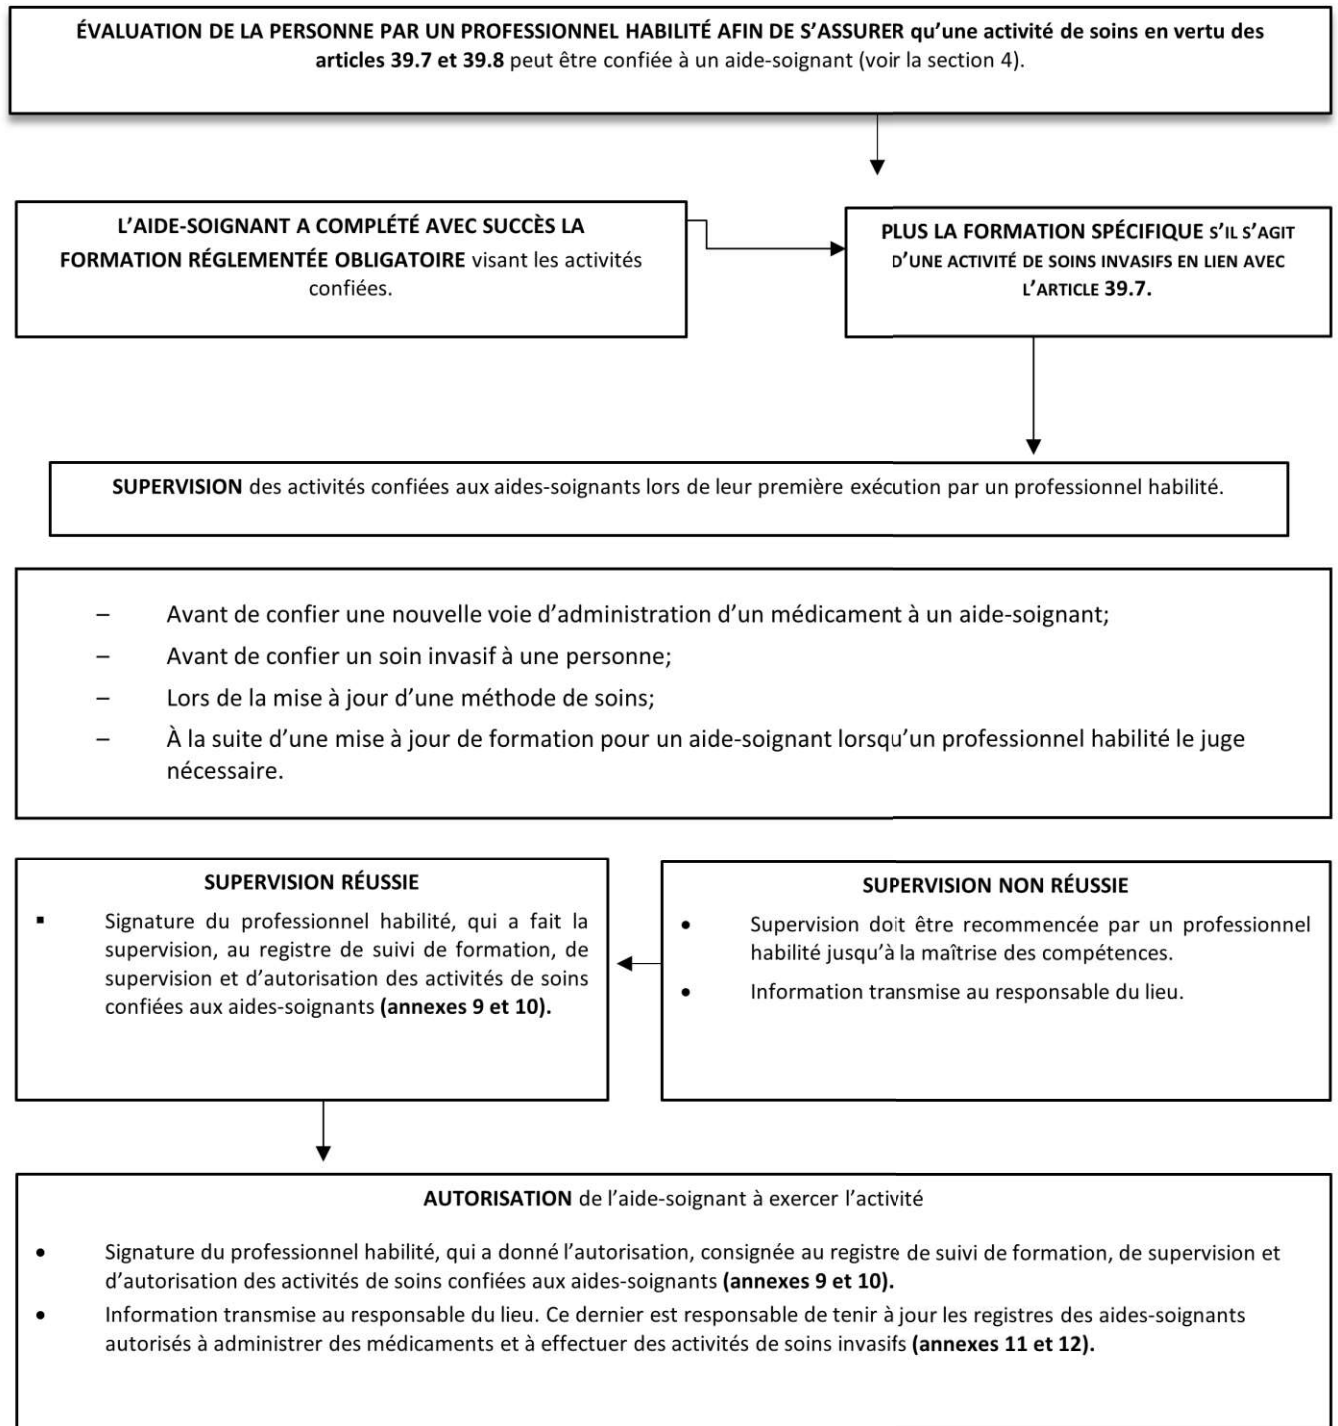 ÉVALUATION DE LA PERSONNE PAR UN PROFESSIONNEL HABILITÉ AFIN DE S’ASSURER qu’une activité de soins en vertu des
articles 39.7 et 39.8 peut être confiée à un aide-soignant (voir la section 4).
L’AIDE-SOIGNANT A COMPLÉTÉ AVEC SUCCÈS LA
FORMATION RÉGLEMENTÉE OBLIGATOIRE visant les activités
confiées.
PLUS LA FORMATION SPÉCIFIQUE S’IL S’AGIT
D’UNE ACTIVITÉ DE SOINS INVASIFS EN LIEN AVEC
L’ARTICLE 39.7.
SUPERVISION des activités confiées aux aides-soignants lors de leur première exécution par un professionnel habilité.
– Avant de confier une nouvelle voie d’administration d’un médicament à un aide-soignant;
– Avant de confier un soin invasif à une personne;
– Lors de la mise à jour d’une méthode de soins;
– À la suite d’une mise à jour de formation pour un aide-soignant lorsqu’un professionnel habilité le juge
nécessaire.
SUPERVISION RÉUSSIE
▪ Signature du professionnel habilité, qui a fait la
supervision, au registre de suivi de formation, de
supervision et d’autorisation des activités de soins
confiées aux aides-soignants (annexes 9 et 10).
SUPERVISION NON RÉUSSIE
• Supervision doit être recommencée par un professionnel
habilité jusqu’à la maîtrise des compétences.
• Information transmise au responsable du lieu.
AUTORISATION de l’aide-soignant à exercer l’activité
• Signature du professionnel habilité, qui a donné l’autorisation, consignée au registre de suivi de formation, de supervision et
d’autorisation des activités de soins confiées aux aides-soignants (annexes 9 et 10).
• Information transmise au responsable du lieu. Ce dernier est responsable de tenir à jour les registres des aides-soignants
autorisés à administrer des médicaments et à effectuer des activités de soins invasifs (annexes 11 et 12).